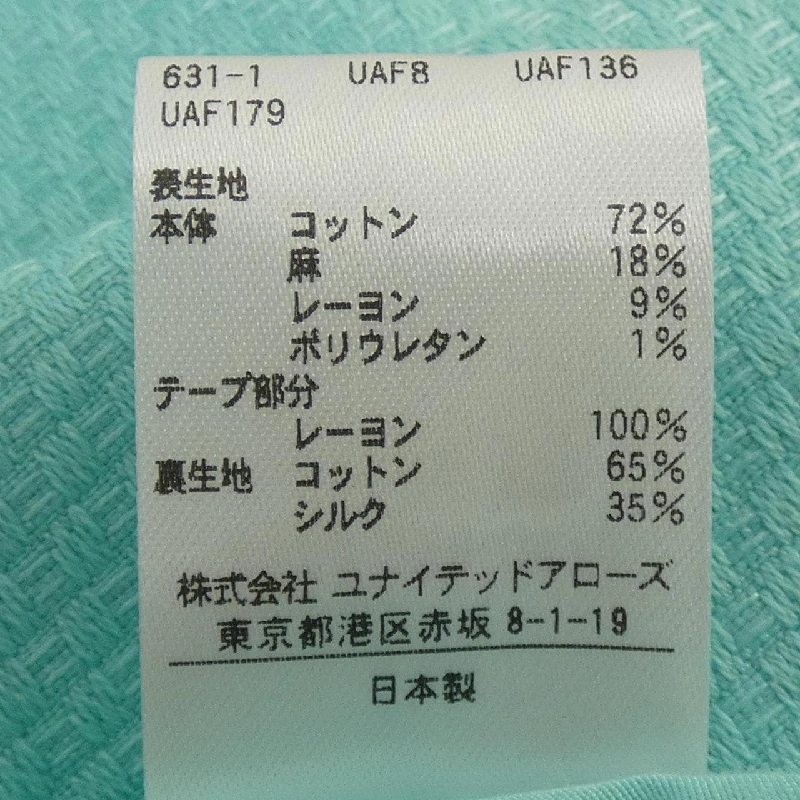 631-1 UAF8 UAF136
UAF179
表生地
本体 コットン 72%
麻 18%
レーヨン 9%
ポリウレタン 1%
テープ部分
レーヨン 100%
裏生地 コットン 65%
シルク 35%
株式会社 ユナイテッドアローズ
東京都港区赤坂 8-1-19
日本製